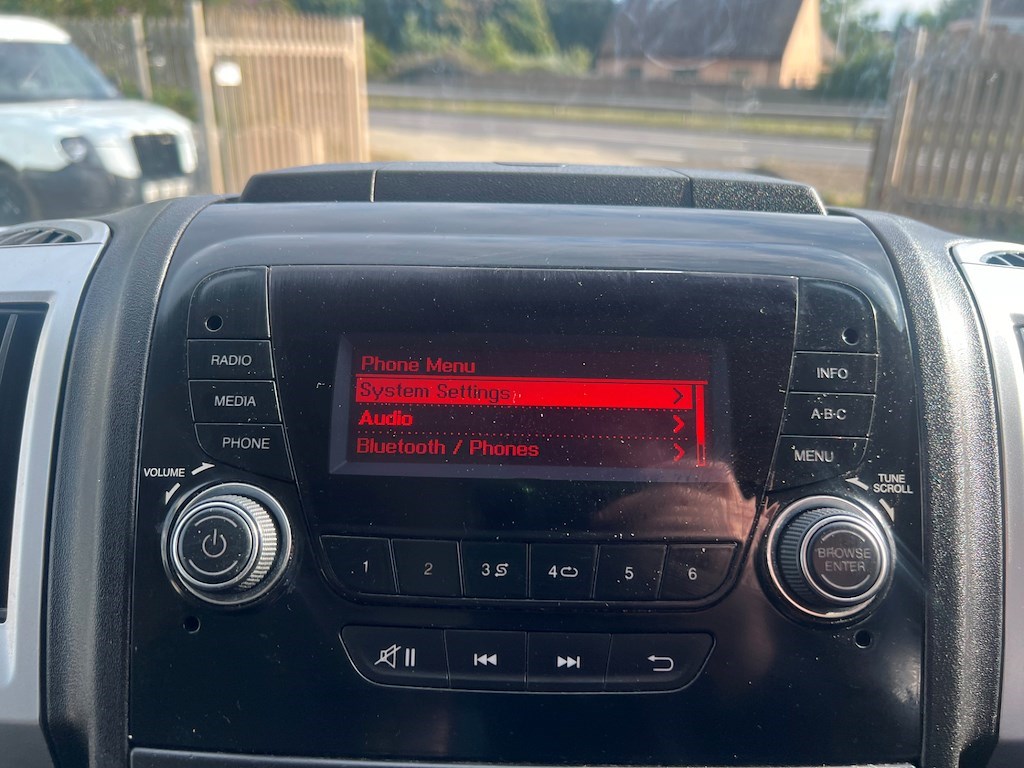 Phone Menu
System Settings
Audio
Bluetooth / Phones
RADIO
MEDIA
PHONE
INFO
A-B-C
MENU
VOLUME
TUNE
SCROLL
BROWSE
ENTER
1
2
3
4
5
6